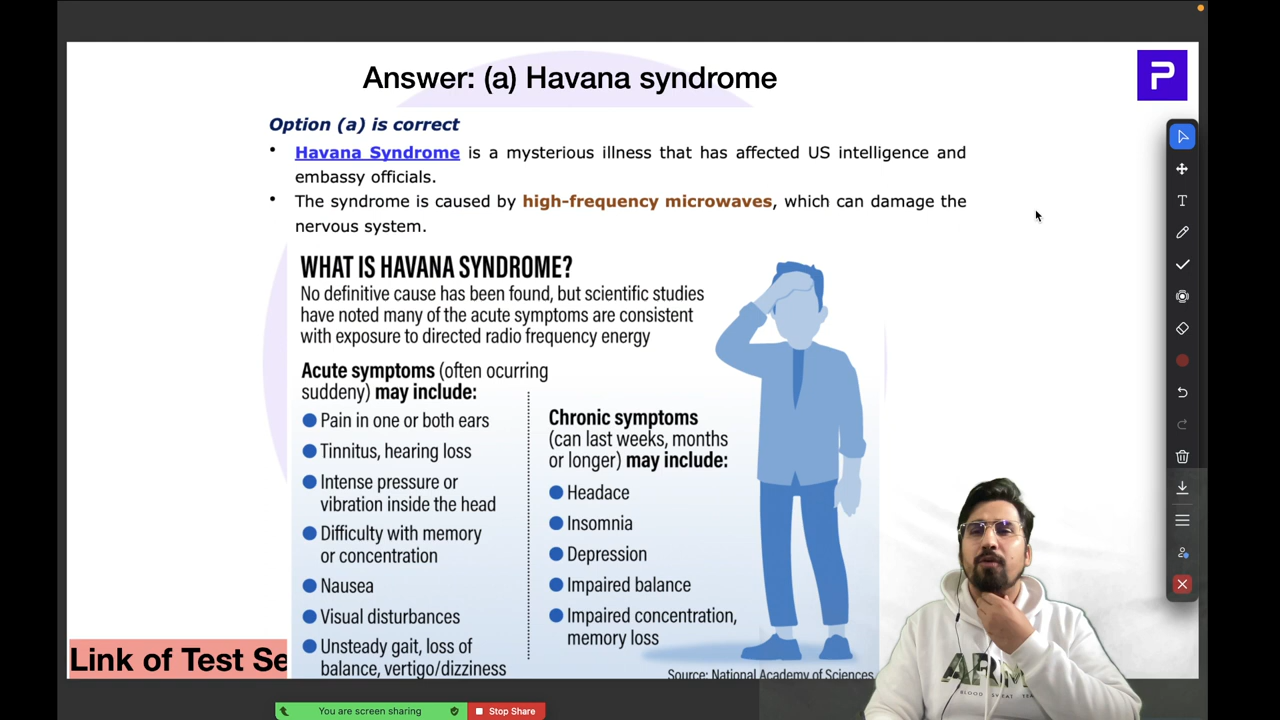 Answer: (a) Havana syndrome
P
Option (a) is correct
• Havana Syndrome is a mysterious illness that has affected US intelligence and
embassy officials.
• The syndrome is caused by high-frequency microwaves, which can damage the
nervous system.
WHAT IS HAVANA SYNDROME?
No definitive cause has been found, but scientific studies
have noted many of the acute symptoms are consistent
with exposure to directed radio frequency energy
Acute symptoms (often ocurring
suddeny) may include:
Pain in one or both ears
Tinnitus, hearing loss
Intense pressure or
vibration inside the head
Difficulty with memory
or concentration
Nausea
Visual disturbances
Unsteady gait, loss of
balance, vertigo/dizziness
Chronic symptoms
(can last weeks, months
or longer) may include:
Headace
Insomnia
Depression
Impaired balance
Impaired concentration,
memory loss
Source: National Academy of Sciences
Link of Test Se
T
You are screen sharing
Stop Share